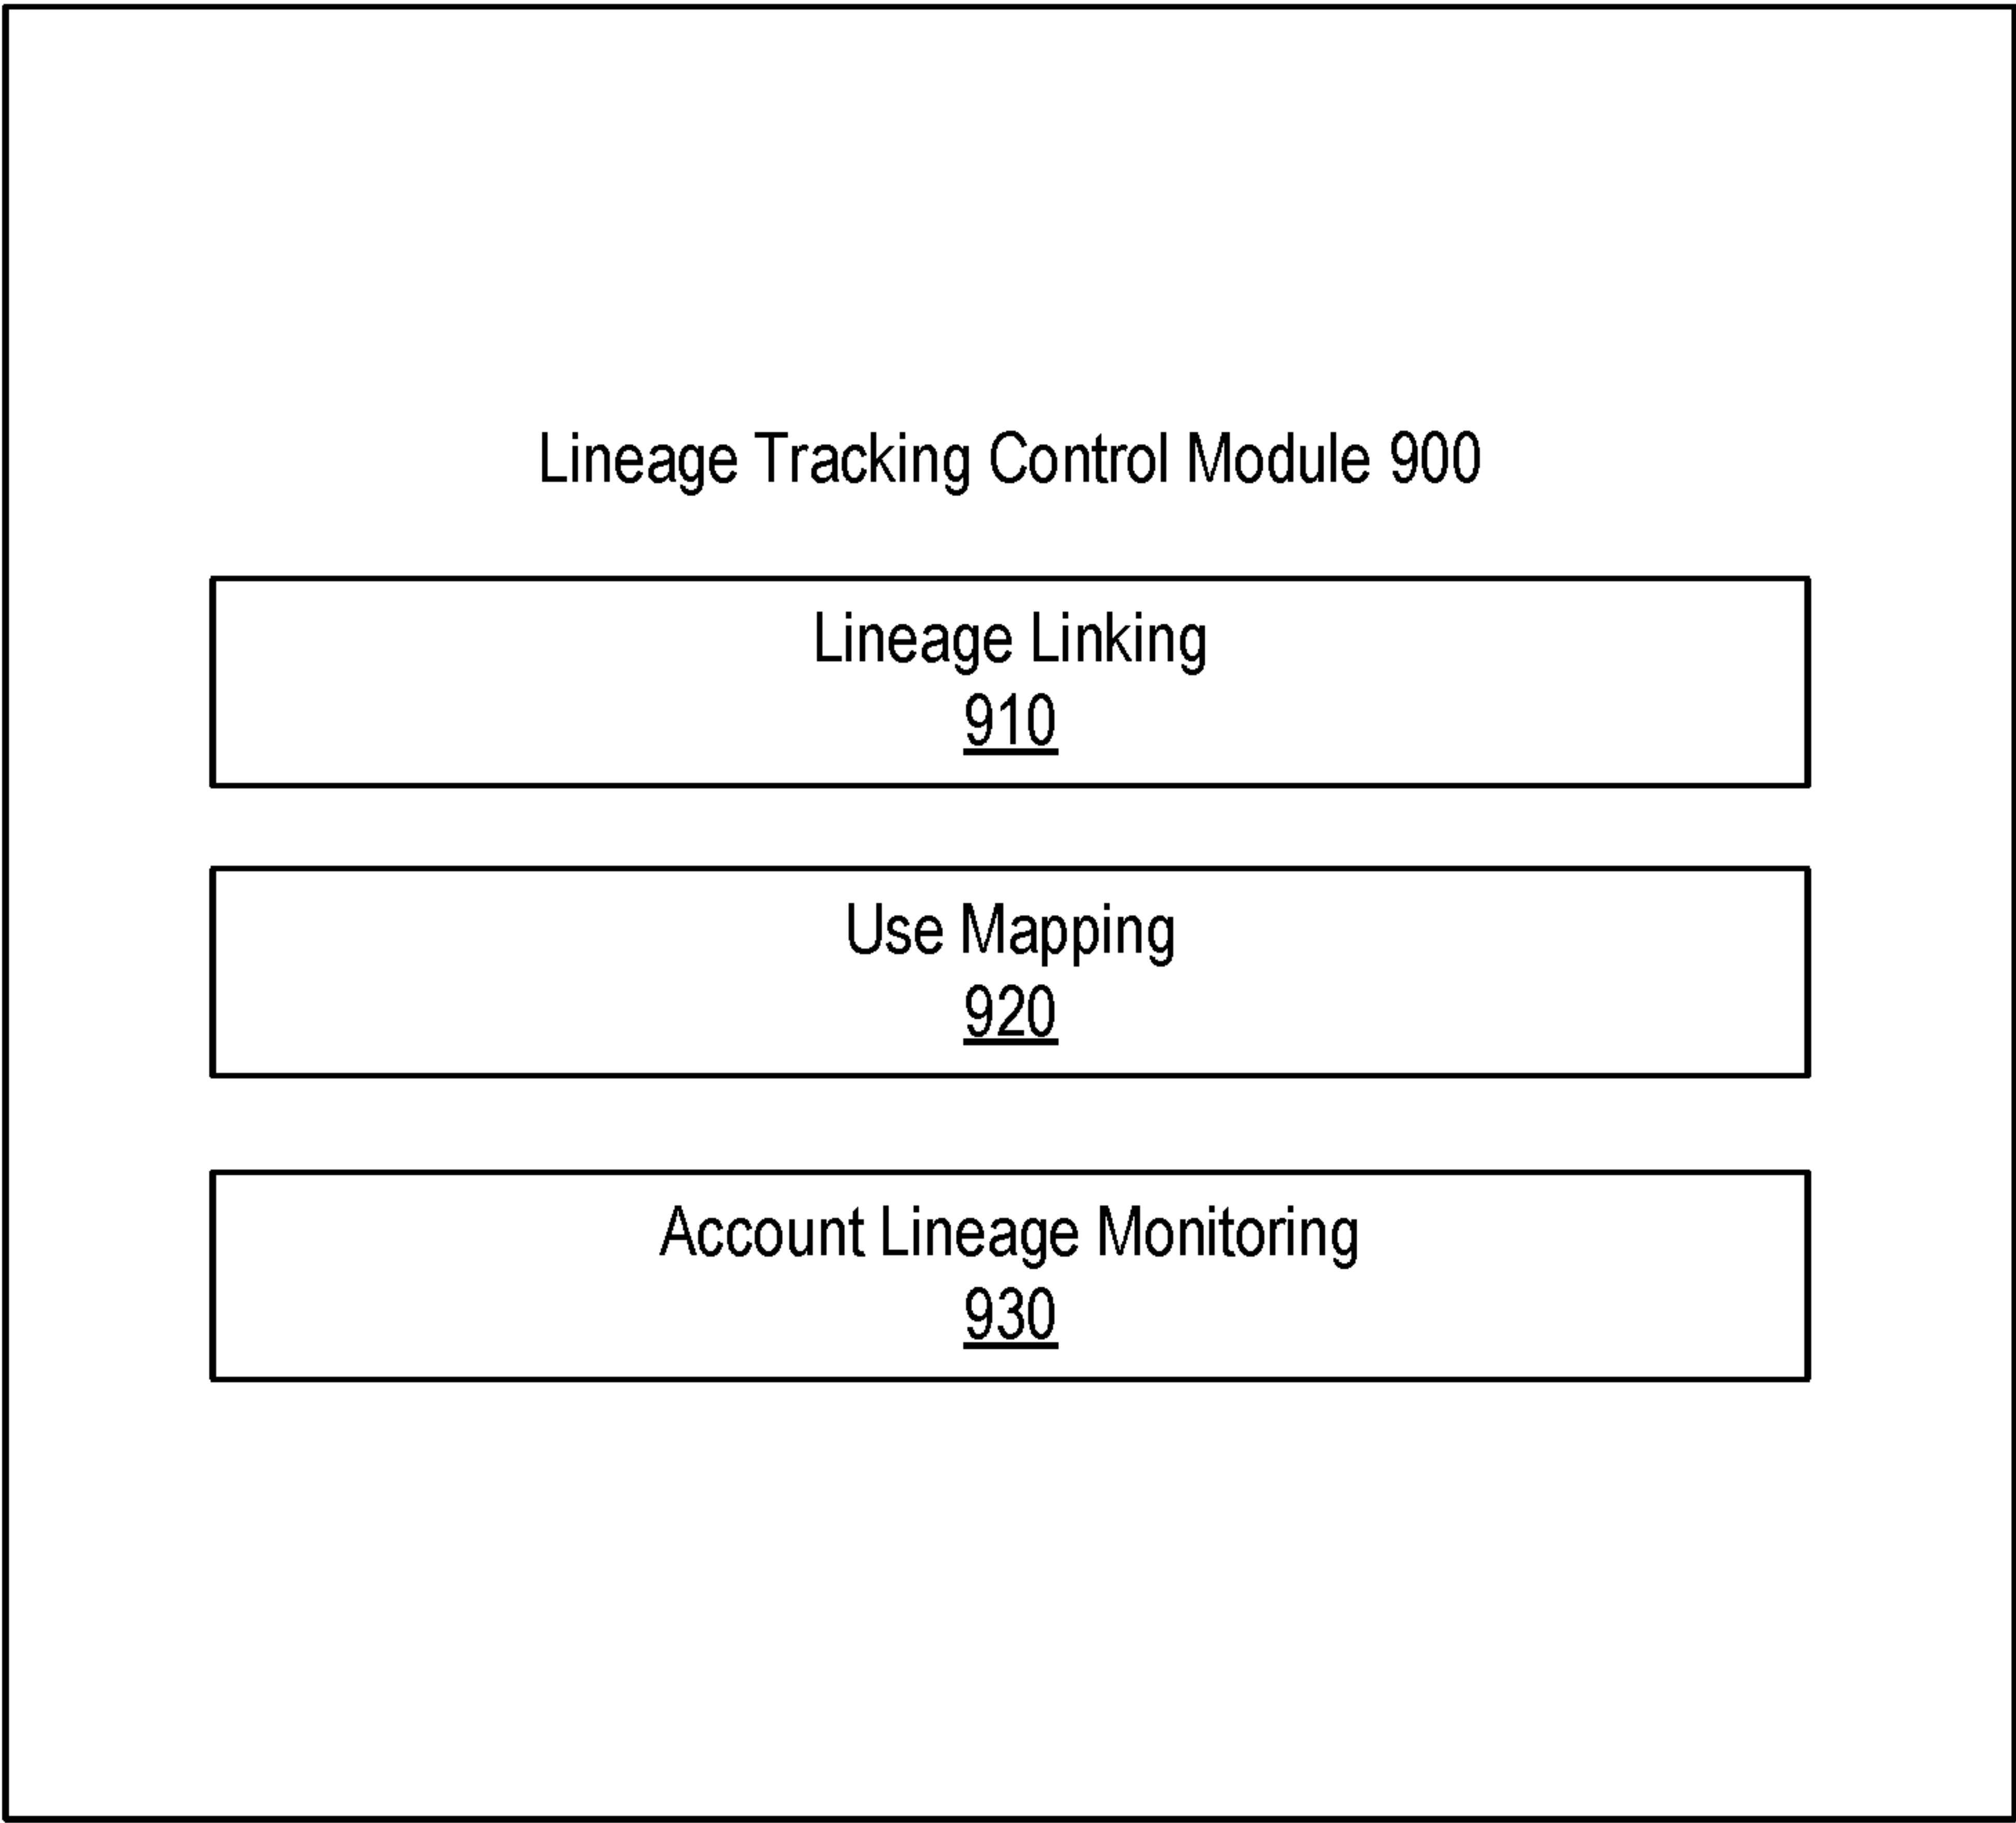 Lineage Tracking Control Module 900
Lineage Linking
910
Use Mapping
920
Account Lineage Monitoring
930